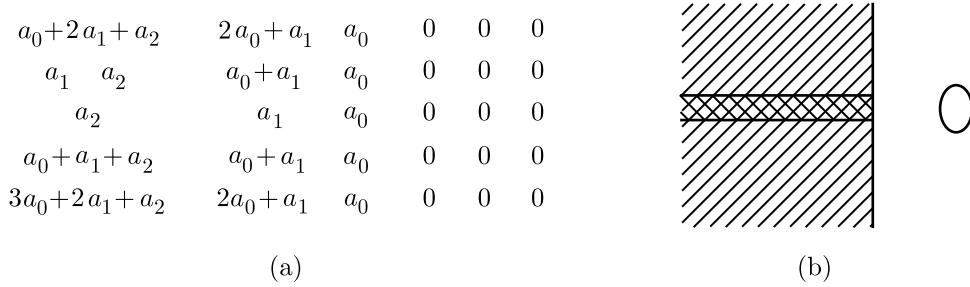 a₀+2a₁+a₂ 2a₀+a₁ a₀ 0 0 0
a₁ a₂ a₀+a₁ a₀ 0 0 0
a₂ a₁ a₀ 0 0 0
a₀+a₁+a₂ a₀+a₁ a₀ 0 0 0
3a₀+2a₁+a₂ 2a₀+a₁ a₀ 0 0 0
(a) (b)